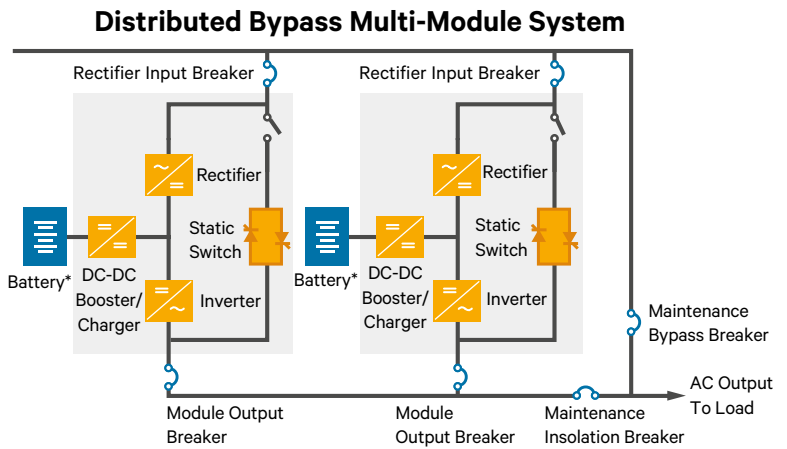 Distributed Bypass Multi-Module System
Rectifier Input Breaker
Rectifier Input Breaker
Rectifier
Rectifier
Static
Switch
Static
Switch
Battery*
DC-DC
Booster/
Charger
Inverter
Battery*
DC-DC
Booster/
Charger
Inverter
Maintenance
Bypass Breaker
AC Output
To Load
Module Output
Breaker
Module
Output Breaker
Maintenance
Insolation Breaker